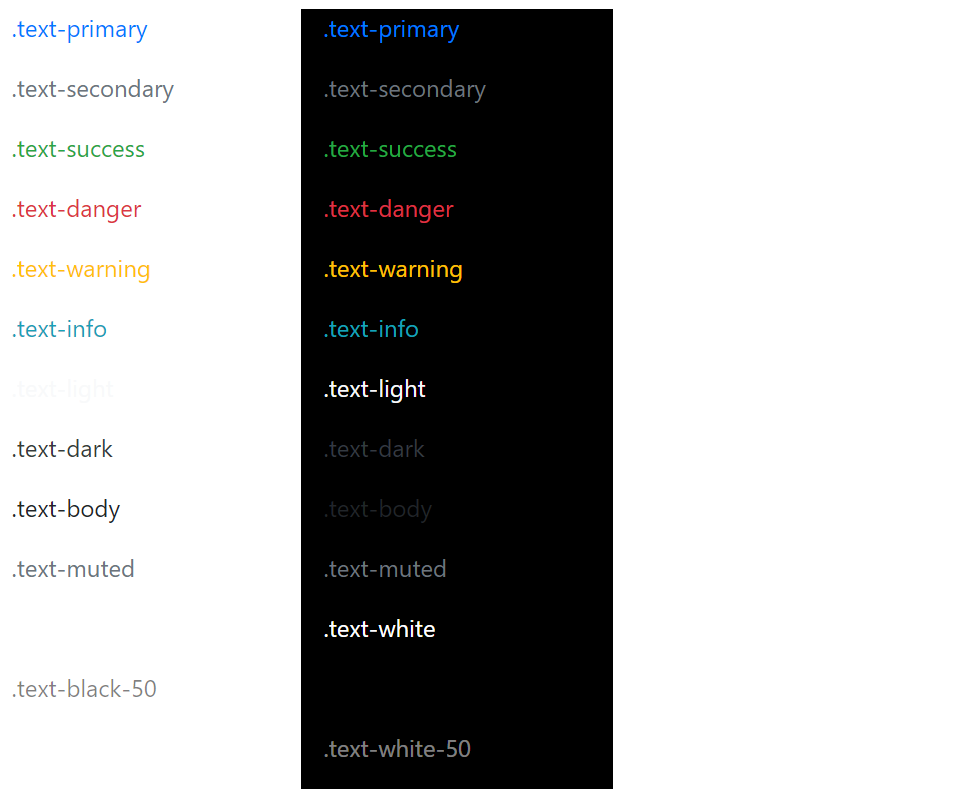 .text-primary
.text-secondary
.text-success
.text-danger
.text-warning
.text-info
.text-light
.text-dark
.text-body
.text-muted
.text-black-50
.text-primary
.text-secondary
.text-success
.text-danger
.text-warning
.text-info
.text-light
.text-dark
.text-body
.text-muted
.text-white
.text-white-50